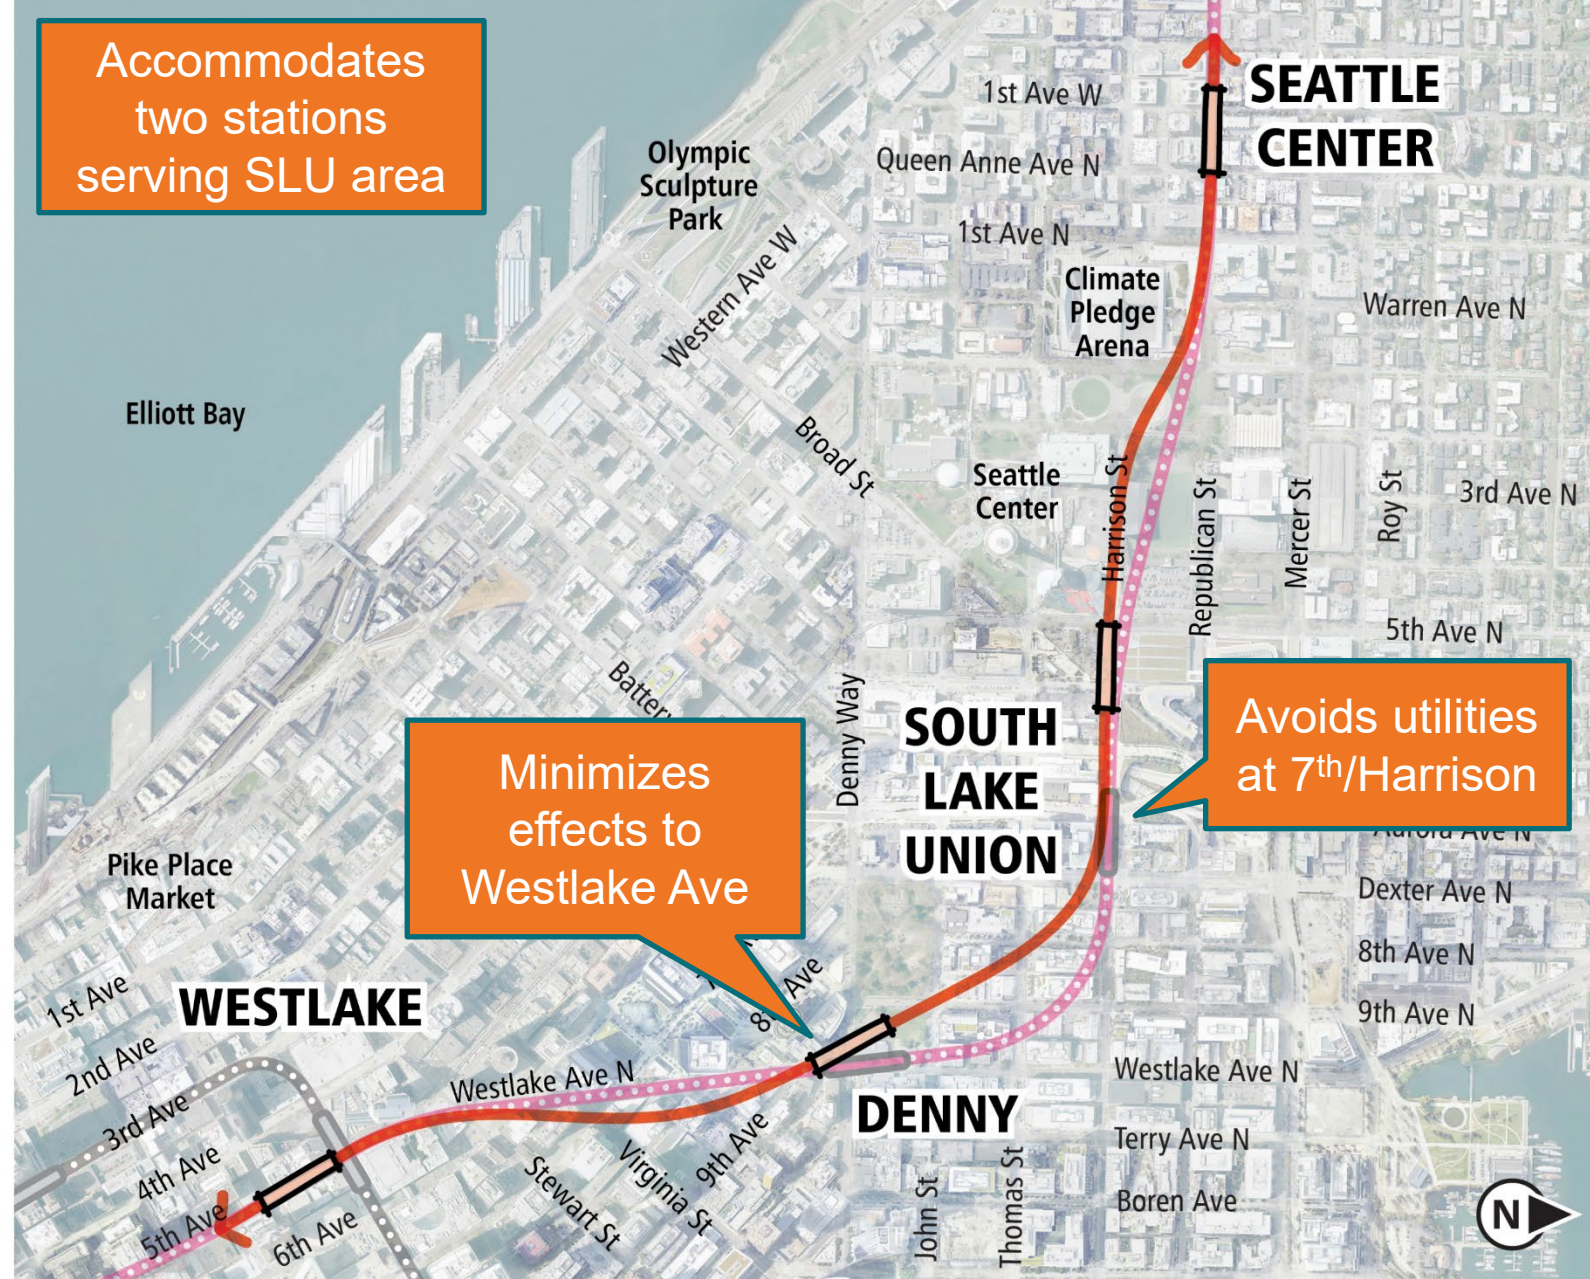 Accommodates
two stations
serving SLU area
SEATTLE
CENTER
1st Ave W
Queen Anne Ave N
1st Ave N
Olympic
Sculpture
Park
Western Ave W
Climate
Pledge
Arena
Warren Ave N
Elliott Bay
Broad St
Seattle
Center
Harrison St
Republican St
Mercer St
Roy St
3rd Ave N
5th Ave N
Battery
Denny Way
SOUTH
LAKE
UNION
Avoids utilities
at 7th/Harrison
Aurora Ave N
Minimizes
effects to
Westlake Ave
Pike Place
Market
Dexter Ave N
8th Ave N
9th Ave N
8th Ave
WESTLAKE
1st Ave
2nd Ave
3rd Ave
4th Ave
5th Ave
6th Ave
Westlake Ave N
DENNY
Westlake Ave N
Terry Ave N
Boren Ave
Stewart St
Virginia St
9th Ave
John St
Thomas St
N